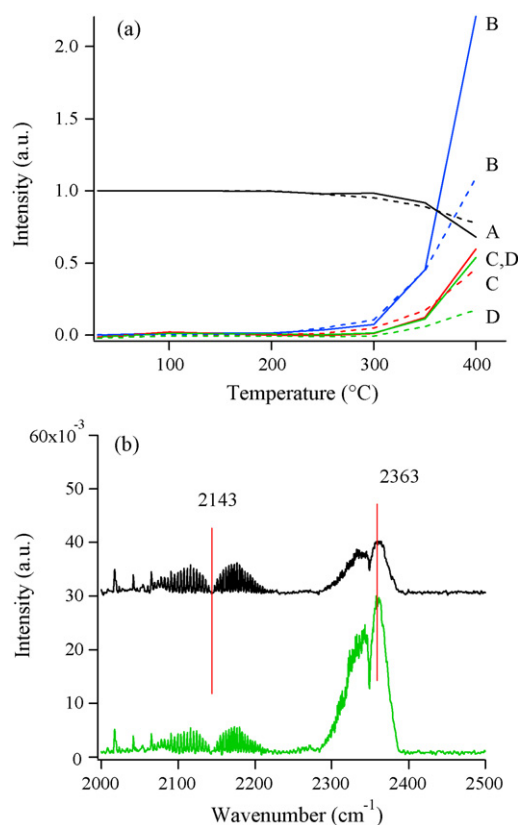 (a)
2.0
1.5
1.0
0.5
0.0
Intensity (a.u.)
B
B
A
C,D
C
D
100
200
300
400
Temperature (°C)
(b)
60x10⁻³
50
40
30
20
10
0
Intensity (a.u.)
2143
2363
2000
2100
2200
2300
2400
2500
Wavenumber (cm⁻¹)